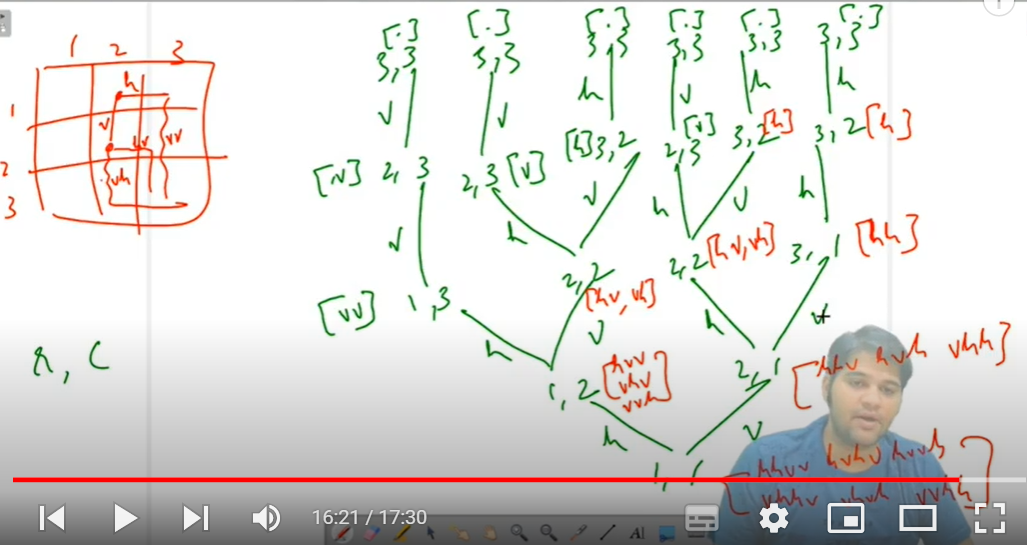 [.] [.] [.] [.] [.] [.]
3,3 3,3 3,3 3,3 3,3 3,3
1 2 3
h
v v h v h h
1
v vv
[v] 2, 3 2,3 [v] [h] 3,2 2,3 [v] 3,2 [h] 3,2 [h]
2
vh
3
v h v h v h
2,2 [hv, vh] 2,2 [hv, vh] 3,1 [hh]
[vv] 1,3
h v h v
r, c
1,2 [hvv
vhv
vvh]
2,1 [hhv hvh vhh]
h v
1,1 [hhvv hvhv hvvh
vhhv vhvh vvhh]
16:21 / 17:30